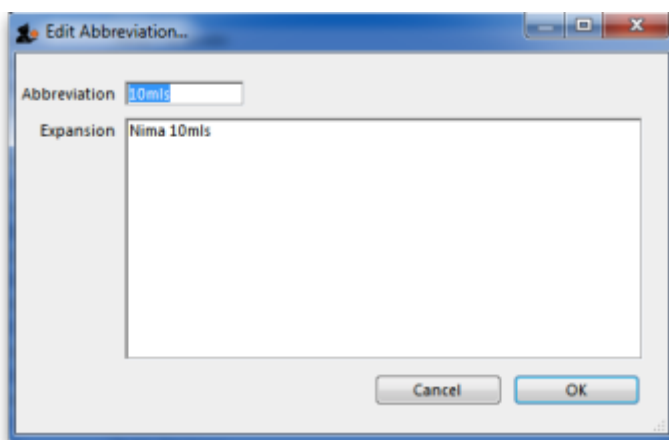 Edit Abbreviation...
Abbreviation 10mls
Expansion Nima 10mls
Cancel OK